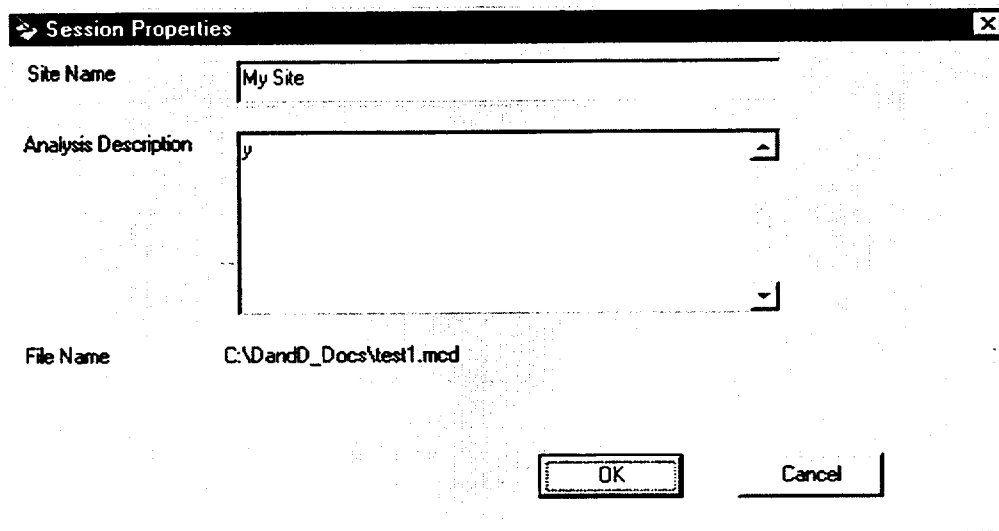 Session Properties
Site Name
My Site
Analysis Description
y
File Name
C:\DandD_Docs\test1.mcd
OK
Cancel